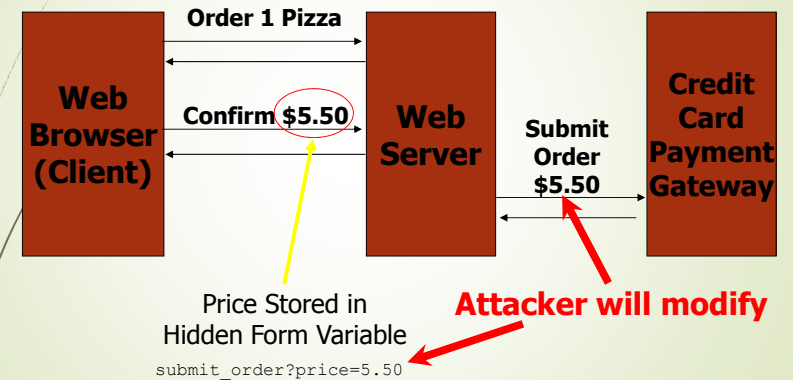 Order 1 Pizza
Web
Browser
(Client)
Confirm $5.50
Web
Server
Submit
Order
$5.50
Credit
Card
Payment
Gateway
Price Stored in
Hidden Form Variable
submit_order?price=5.50
Attacker will modify